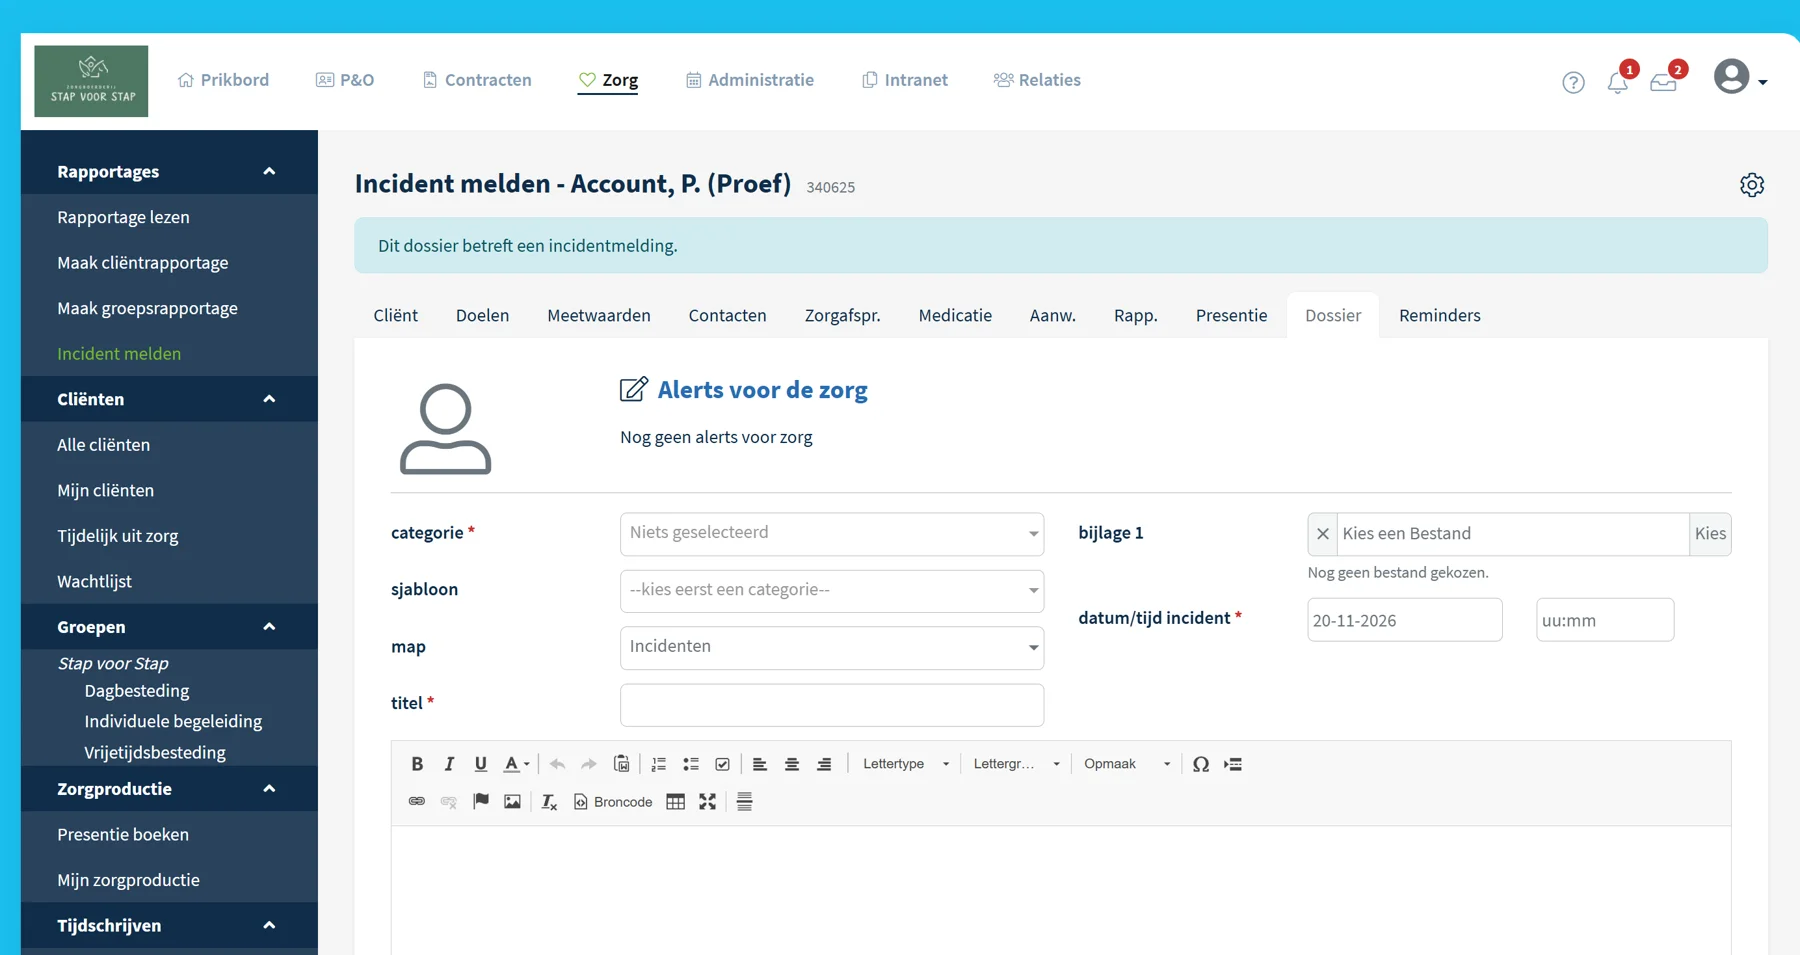 ZORGBOERDERIJ
STAP VOOR STAP
Prikbord P&O Contracten Zorg Administratie Intranet Relaties
1 2
Rapportages
Rapportage lezen
Maak cliëntrapportage
Maak groepsrapportage
Incident melden
Cliënten
Alle cliënten
Mijn cliënten
Tijdelijk uit zorg
Wachtlijst
Groepen
Stap voor Stap
Dagbesteding
Individuele begeleiding
Vrijetijdsbesteding
Zorgproductie
Presentie boeken
Mijn zorgproductie
Tijdschrijven
Incident melden - Account, P. (Proef) 340625
Dit dossier betreft een incidentmelding.
Cliënt Doelen Meetwaarden Contacten Zorgafspr. Medicatie Aanw. Rapp. Presentie Dossier Reminders
Alerts voor de zorg
Nog geen alerts voor zorg
categorie * Niets geselecteerd
sjabloon --kies eerst een categorie--
map Incidenten
titel *
bijlage 1 Kies een Bestand Kies
Nog geen bestand gekozen.
datum/tijd incident * 20-11-2026 uu:mm
Lettertype Lettergr... Opmaak
Broncode